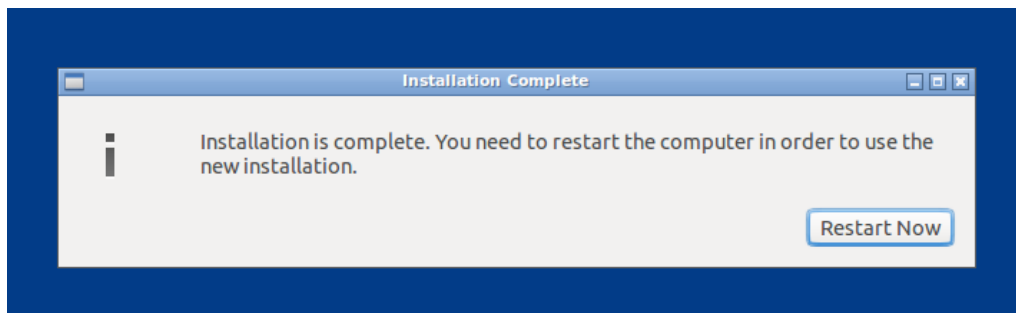 Installation Complete
Installation is complete. You need to restart the computer in order to use the
new installation.
Restart Now